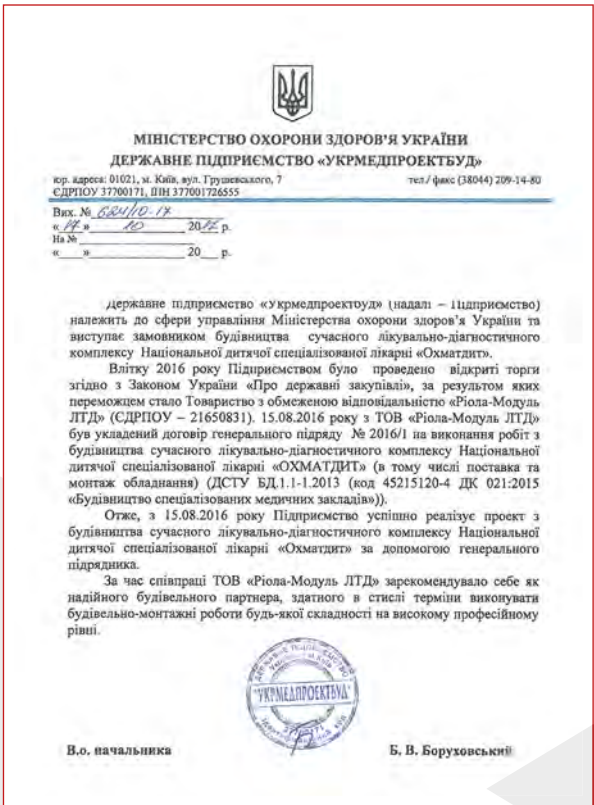 МІНІСТЕРСТВО ОХОРОНИ ЗДОРОВ'Я УКРАЇНИ
ДЕРЖАВНЕ ПІДПРИЄМСТВО «УКРМЕДПРОЕКТБУД»
юр. адреса: 01021, м. Київ, вул. Грушевського, 7 тел./ факс (38044) 209-14-80
ЄДРПОУ 37700171, ІПН 377001726555
Вих. № 624/10-17
« 17 » 10 2017 р.
На №
« » 20 р.
Державне підприємство «Укрмедпроектбуд» (надалі – Підприємство)
належить до сфери управління Міністерства охорони здоров'я України та
виступає замовником будівництва сучасного лікувально-діагностичного
комплексу Національної дитячої спеціалізованої лікарні «Охматдит».
Влітку 2016 року Підприємством було проведено відкриті торги
згідно з Законом України «Про державні закупівлі», за результом яких
переможцем стало Товариство з обмеженою відповідальністю «Ріола-Модуль
ЛТД» (ЄДРПОУ – 21650831). 15.08.2016 року з ТОВ «Ріола-Модуль ЛТД»
був укладений договір генерального підряду № 2016/1 на виконання робіт з
будівництва сучасного лікувально-діагностичного комплексу Національної
дитячої спеціалізованої лікарні «ОХМАТДИТ» (в тому числі поставка та
монтаж обладнання) (ДСТУ БД.1.1-1.2013 (код 45215120-4 ДК 021:2015
«Будівництво спеціалізованих медичних закладів»)).
Отже, з 15.08.2016 року Підприємство успішно реалізує проект з
будівництва сучасного лікувально-діагностичного комплексу Національної
дитячої спеціалізованої лікарні «Охматдит» за допомогою генерального
підрядника.
За час співпраці ТОВ «Ріола-Модуль ЛТД» зарекомендувало себе як
надійного будівельного партнера, здатного в стислі терміни виконувати
будівельно-монтажні роботи будь-якої складності на високому професійному
рівні.
"УКРМЕДПРОЕКТБУД"
В.о. начальника Б. В. Боруховський